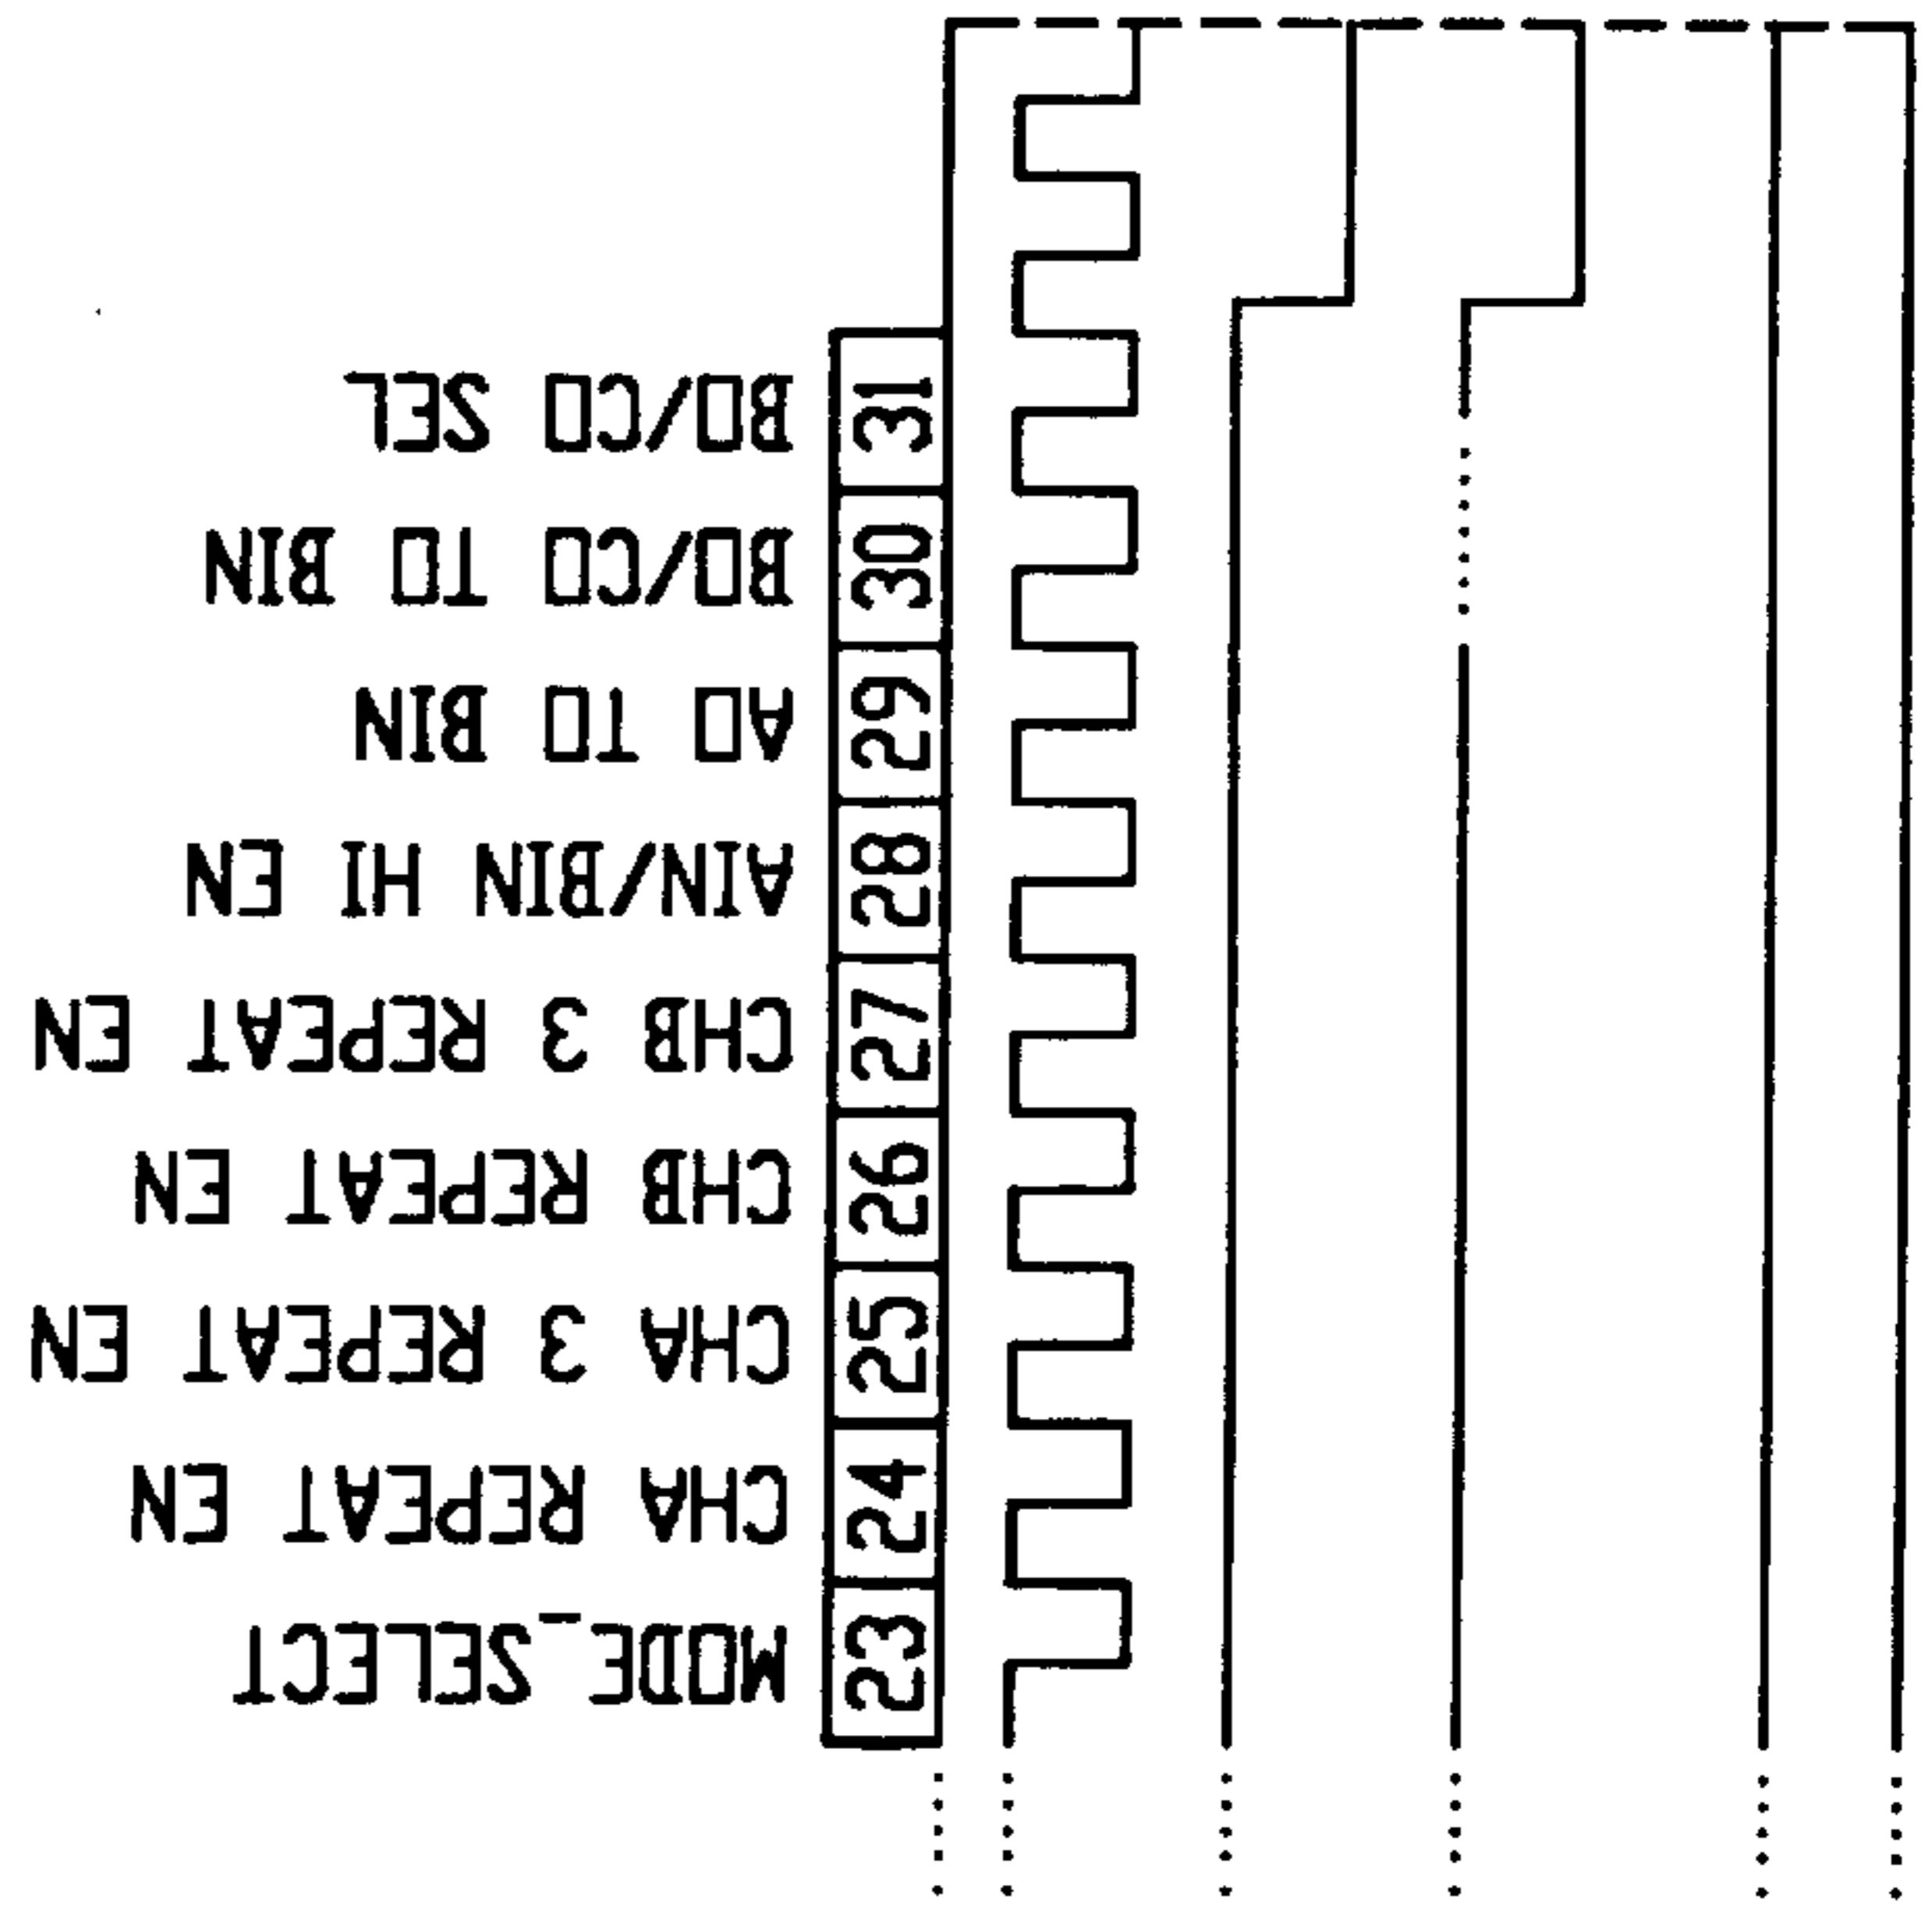 23 24 25 26 27 28 29 30 31
MODE_SELECT
CHA REPEAT EN
CHA 3 REPEAT EN
CHB REPEAT EN
CHB 3 REPEAT EN
AIN/BIN HI EN
AO TO BIN
BO/CO TO BIN
BO/CO SEL